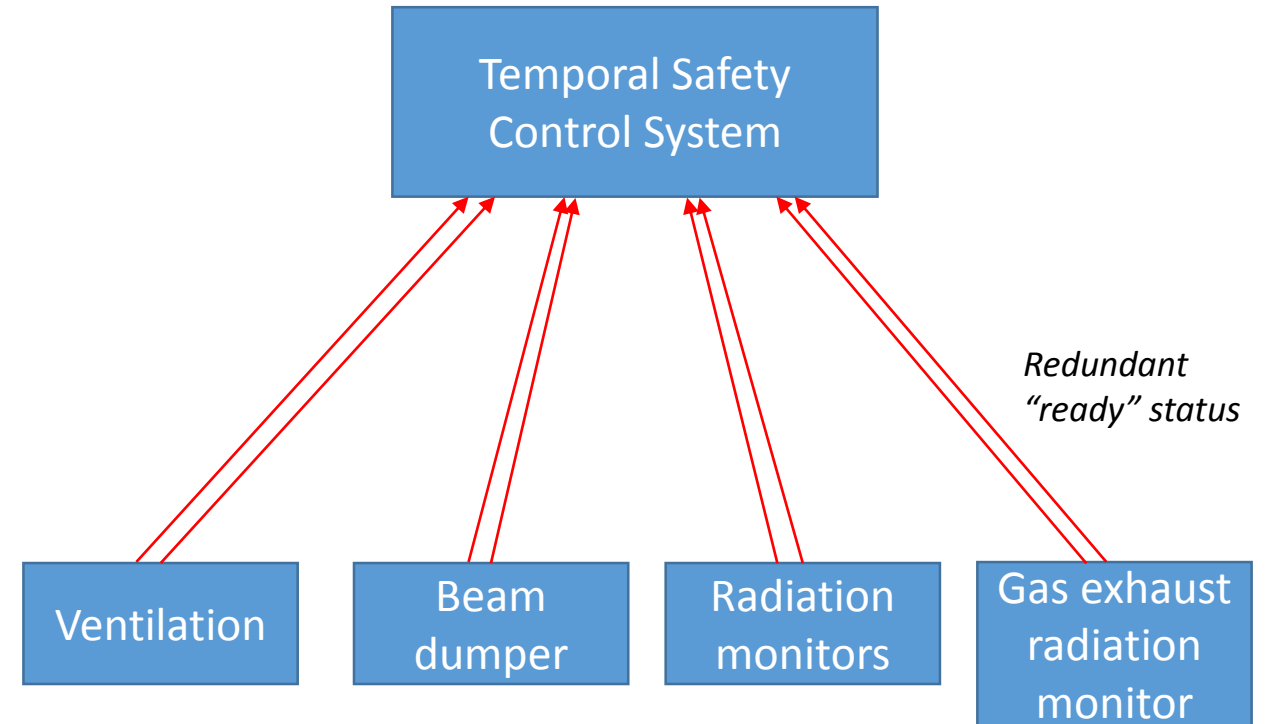 Temporal Safety
Control System
Redundant
“ready” status
Ventilation
Beam
dumper
Radiation
monitors
Gas exhaust
radiation
monitor